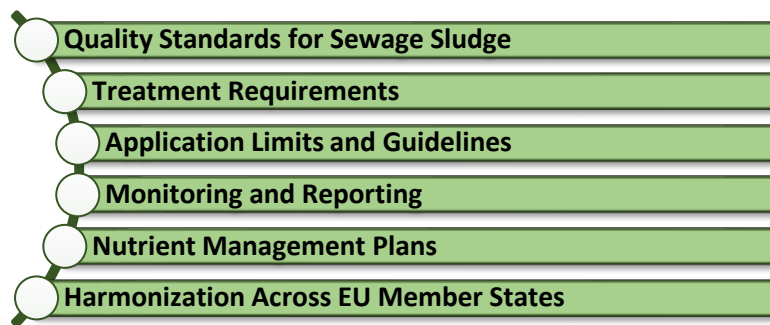 Quality Standards for Sewage Sludge
Treatment Requirements
Application Limits and Guidelines
Monitoring and Reporting
Nutrient Management Plans
Harmonization Across EU Member States